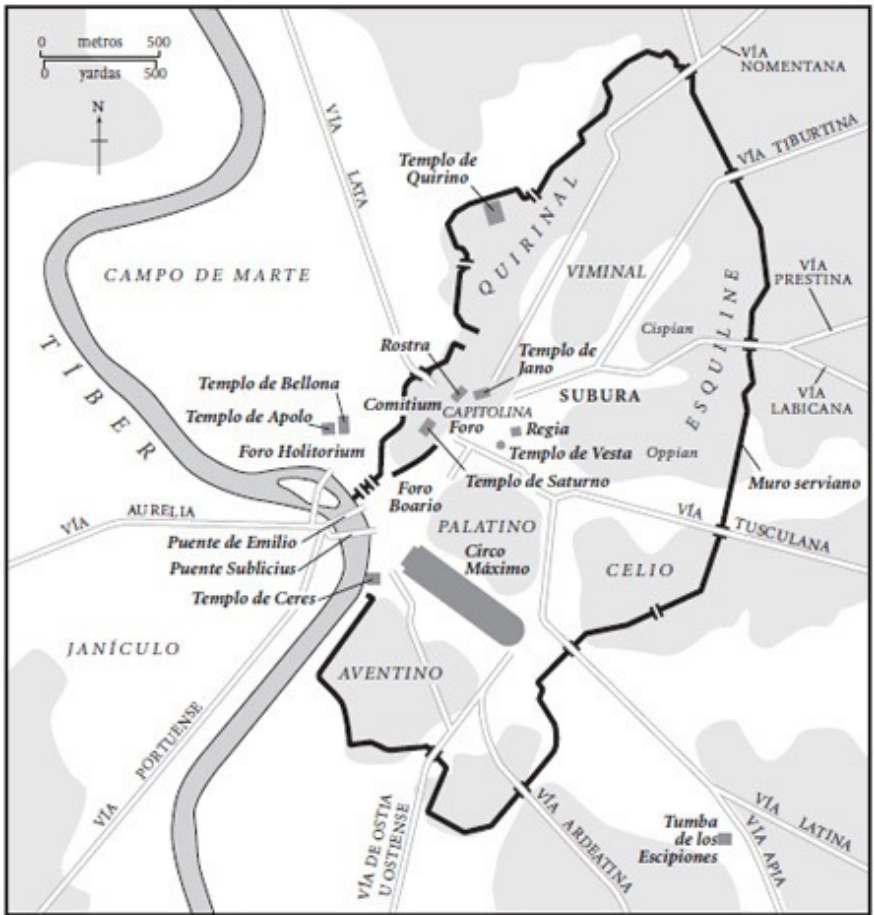 0 metros 500
0 yardas 500
N
VÍA
NOMENTANA
VÍA TIBURTINA
VÍA
LATA
Templo de
Quirino
QUIRINAL
VIMINAL
CAMPO DE MARTE
VÍA
PRESTINA
ESQUILINE
Cispian
TÍBER
Rostra
Templo de
Jano
Templo de Bellona
Comitium
CAPITOLINA
SUBURA
VÍA
LABICANA
Templo de Apolo
Foro
Regia
Foro Holitorium
Templo de Vesta
Oppian
Templo de Saturno
Muro serviano
Foro
Boario
VÍA AURELIA
VÍA TUSCULANA
PALATINO
Puente de Emilio
Circo
Máximo
Puente Sublicius
CELIO
Templo de Ceres
JANÍCULO
AVENTINO
VÍA PORTUENSE
VÍA DE OSTIA
U OSTIENSE
VÍA ARDEATINA
Tumba
de los
Escipiones
VÍA LATINA
VÍA APIA